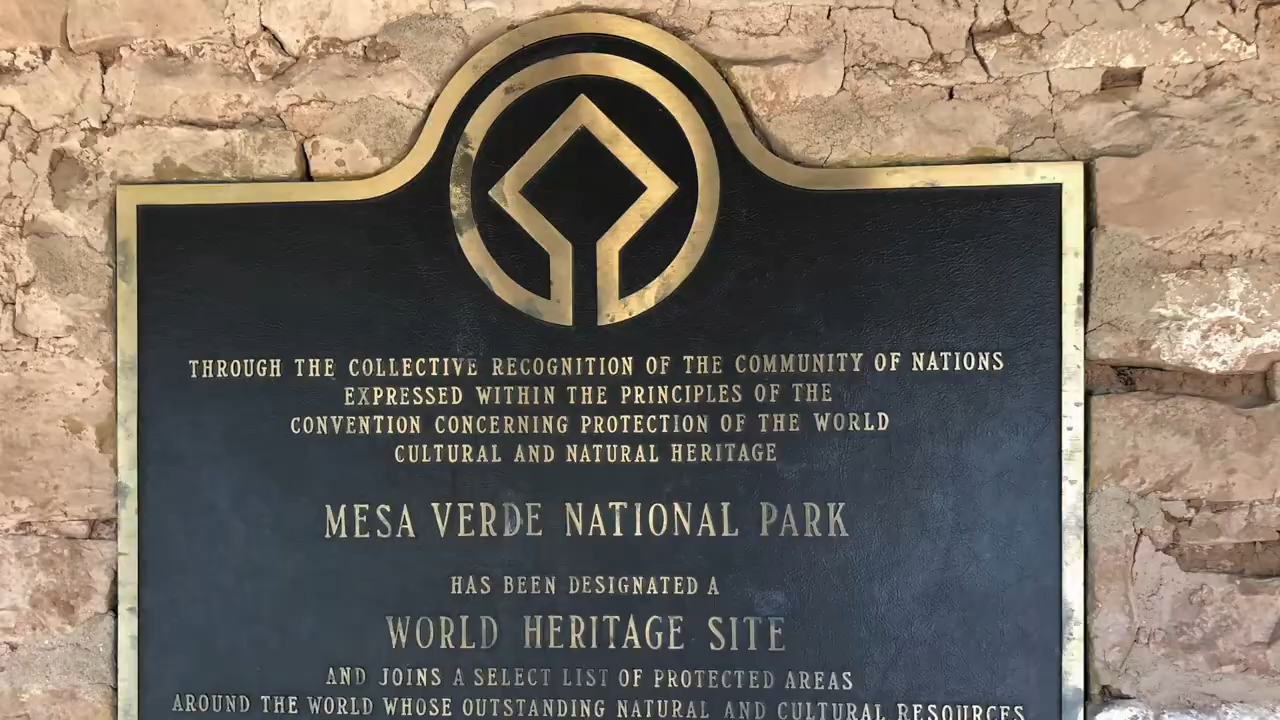 THROUGH THE COLLECTIVE RECOGNITION OF THE COMMUNITY OF NATIONS
EXPRESSED WITHIN THE PRINCIPLES OF THE
CONVENTION CONCERNING PROTECTION OF THE WORLD
CULTURAL AND NATURAL HERITAGE
MESA VERDE NATIONAL PARK
HAS BEEN DESIGNATED A
WORLD HERITAGE SITE
AND JOINS A SELECT LIST OF PROTECTED AREAS
AROUND THE WORLD WHOSE OUTSTANDING NATURAL AND CULTURAL RESOURCES